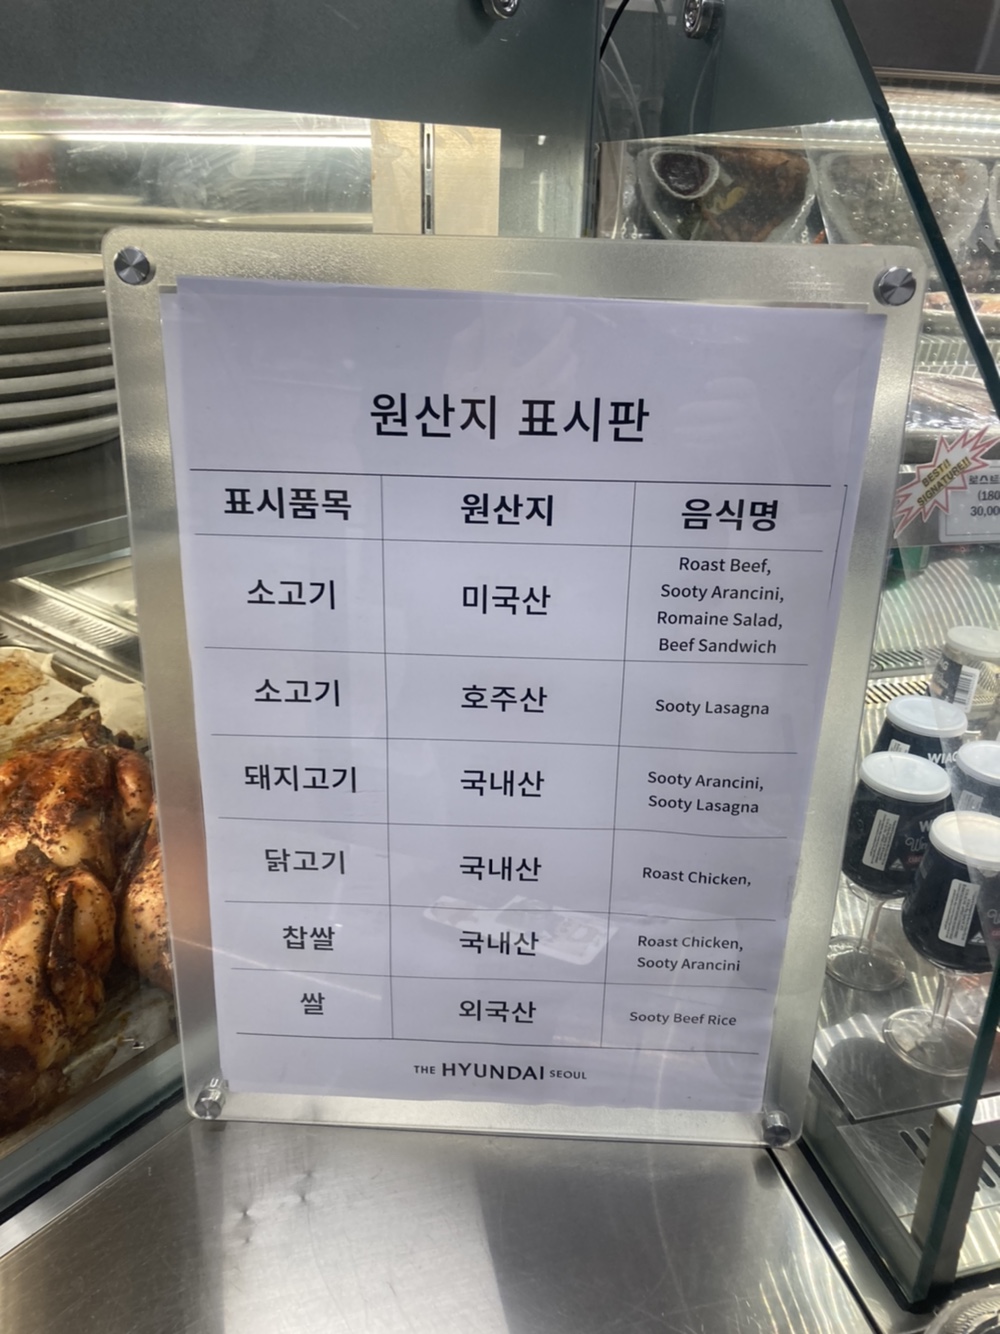 원산지 표시판
표시품목 원산지 음식명
소고기 미국산 Roast Beef,
Sooty Arancini,
Romaine Salad,
Beef Sandwich
소고기 호주산 Sooty Lasagna
돼지고기 국내산 Sooty Arancini,
Sooty Lasagna
닭고기 국내산 Roast Chicken,
찹쌀 국내산 Roast Chicken,
Sooty Arancini
쌀 외국산 Sooty Beef Rice
THE HYUNDAI SEOUL
BEST!!
SIGNATURE!!
(180
30,00